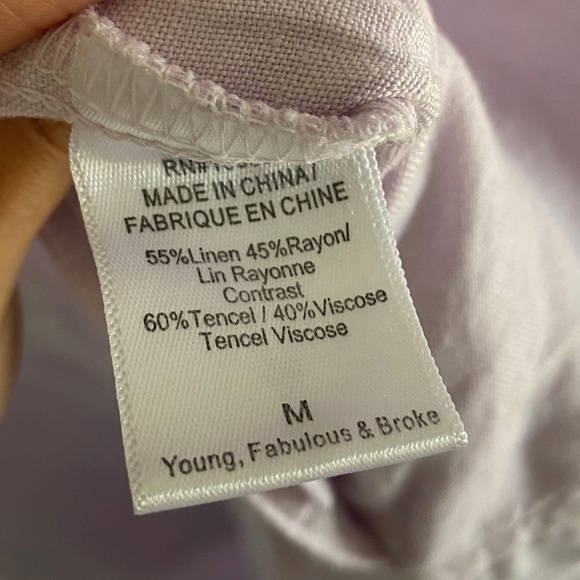 MADE IN CHINA/
FABRIQUE EN CHINE
55%Linen 45%Rayon/
Lin Rayonne
Contrast
60%Tencel / 40%Viscose
Tencel Viscose
M
Young, Fabulous & Broke